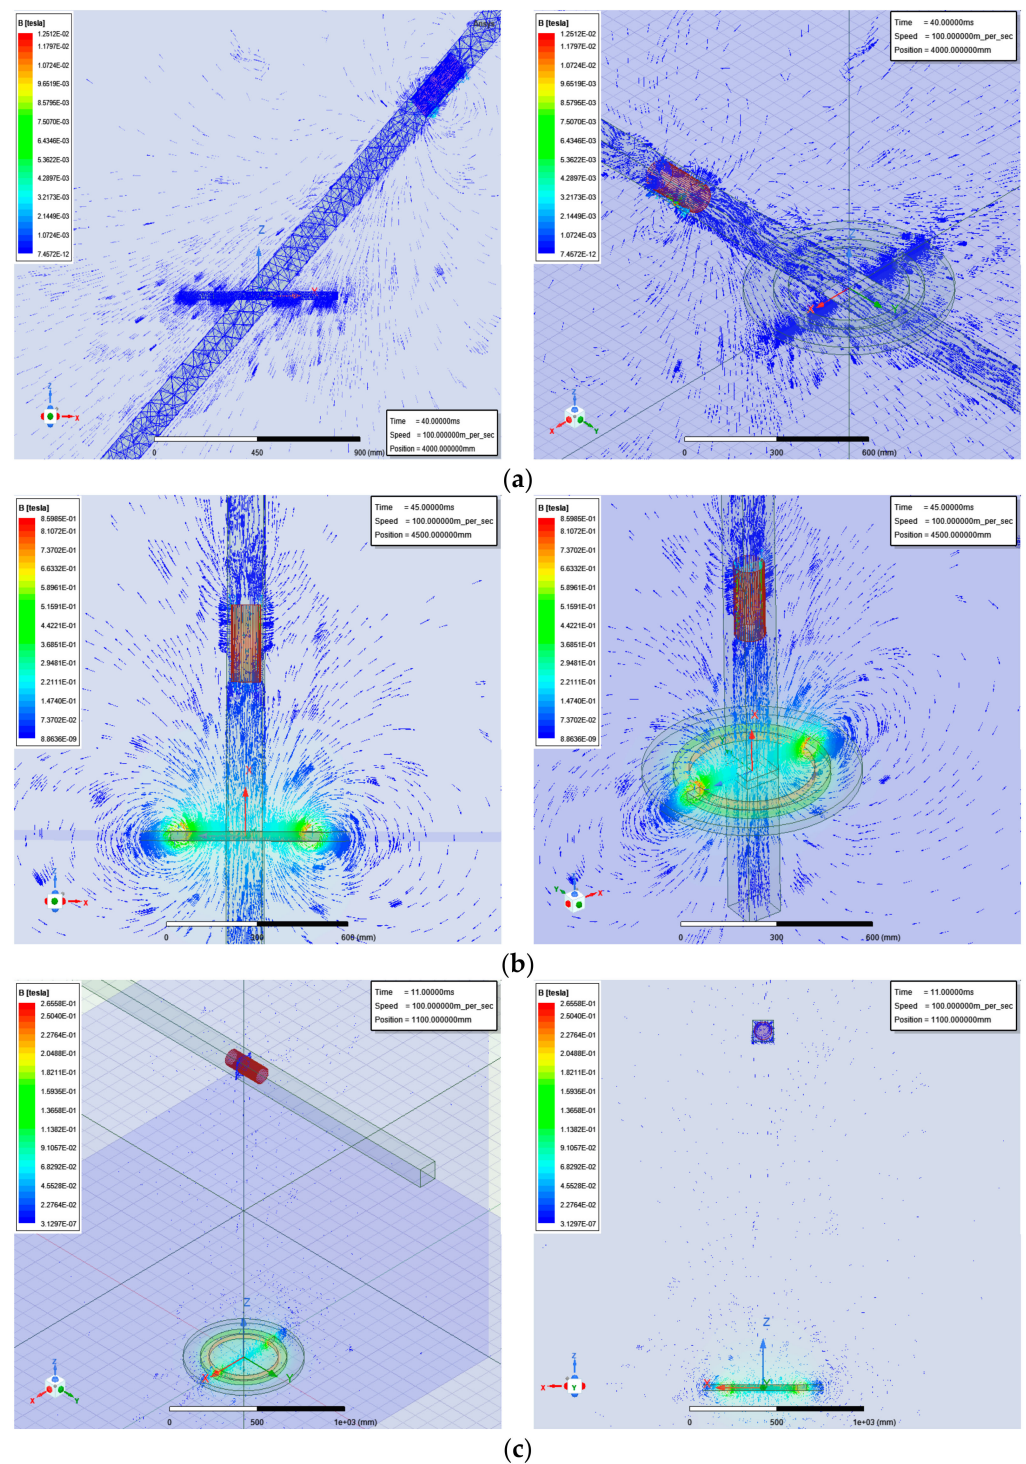 B [tesla]
1.2512E-02
1.1797E-02
1.0724E-02
9.6519E-03
8.5795E-03
7.5070E-03
6.4346E-03
5.3622E-03
4.2897E-03
3.2173E-03
2.1449E-03
1.0724E-03
7.4572E-12
Z
Z
X
Time = 40.00000ms
Speed = 100.000000m_per_sec
Position = 4000.000000mm
0 450 900 (mm)
B [tesla]
1.2512E-02
1.1797E-02
1.0724E-02
9.6519E-03
8.5795E-03
7.5070E-03
6.4346E-03
5.3622E-03
4.2897E-03
3.2173E-03
2.1449E-03
1.0724E-03
7.4572E-12
Time = 40.00000ms
Speed = 100.000000m_per_sec
Position = 4000.000000mm
X
Y
Z
X
Y
0 300 600 (mm)
(a)
B [tesla]
8.5985E-01
8.1072E-01
7.3702E-01
6.6332E-01
5.8961E-01
5.1591E-01
4.4221E-01
3.6851E-01
2.9481E-01
2.2111E-01
1.4740E-01
7.3702E-02
8.8636E-09
Time = 45.00000ms
Speed = 100.000000m_per_sec
Position = 4500.000000mm
X
X
0 300 600 (mm)
B [tesla]
8.5985E-01
8.1072E-01
7.3702E-01
6.6332E-01
5.8961E-01
5.1591E-01
4.4221E-01
3.6851E-01
2.9481E-01
2.2111E-01
1.4740E-01
7.3702E-02
8.8636E-09
Time = 45.00000ms
Speed = 100.000000m_per_sec
Position = 4500.000000mm
Y
Z
X
0 300 600 (mm)
(b)
B [tesla]
2.6558E-01
2.5040E-01
2.2764E-01
2.0488E-01
1.8211E-01
1.5935E-01
1.3658E-01
1.1382E-01
9.1057E-02
6.8292E-02
4.5528E-02
2.2764E-02
3.1297E-07
Time = 11.00000ms
Speed = 100.000000m_per_sec
Position = 1100.000000mm
Z
X
Y
Z
X
Y
0 500 1e+03 (mm)
B [tesla]
2.6558E-01
2.5040E-01
2.2764E-01
2.0488E-01
1.8211E-01
1.5935E-01
1.3658E-01
1.1382E-01
9.1057E-02
6.8292E-02
4.5528E-02
2.2764E-02
3.1297E-07
Time = 11.00000ms
Speed = 100.000000m_per_sec
Position = 1100.000000mm
Z
X
Y
Z
X
Y
0 500 1e+03 (mm)
(c)